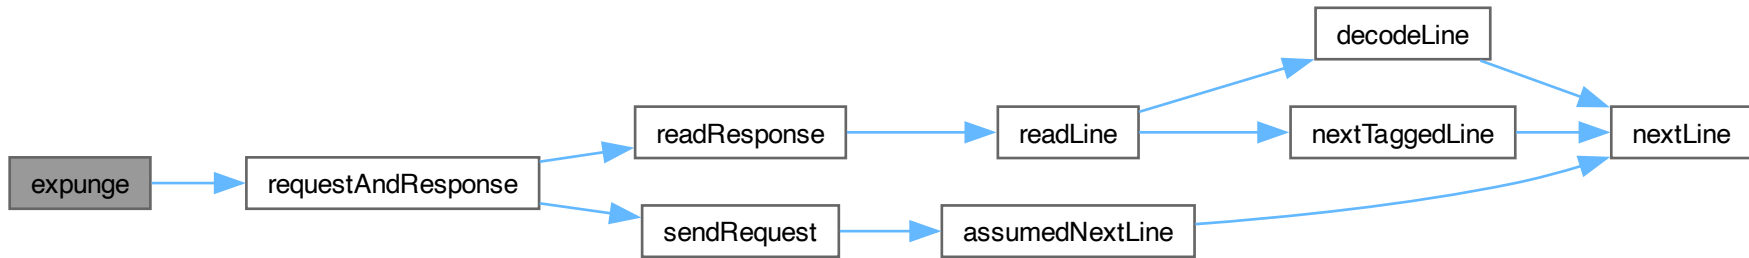 expunge
requestAndResponse
readResponse
sendRequest
readLine
assumedNextLine
decodeLine
nextTaggedLine
nextLine